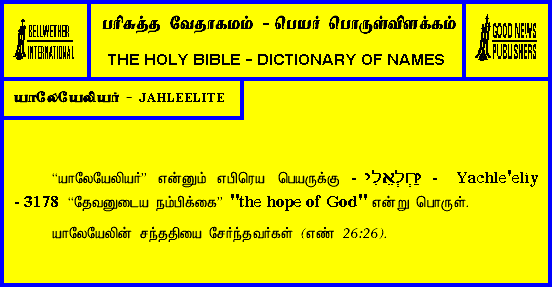 BELLWETHER
INTERNATIONAL
பரிசுத்த வேதாகமம் - பெயர் பொருள்விளக்கம்
THE HOLY BIBLE - DICTIONARY OF NAMES
GOOD NEWS
PUBLISHERS
யாலேயேலியர் - JAHLEELITE
“யாலேயேலியர்” என்னும் எபிரெய பெயருக்கு - יַחְלְאֵלִי - Yachle'eliy
- 3178 “தேவனுடைய நம்பிக்கை” "the hope of God" என்று பொருள்.
யாலேயேலின் சந்ததியை சேர்ந்தவர்கள் (எண் 26:26).